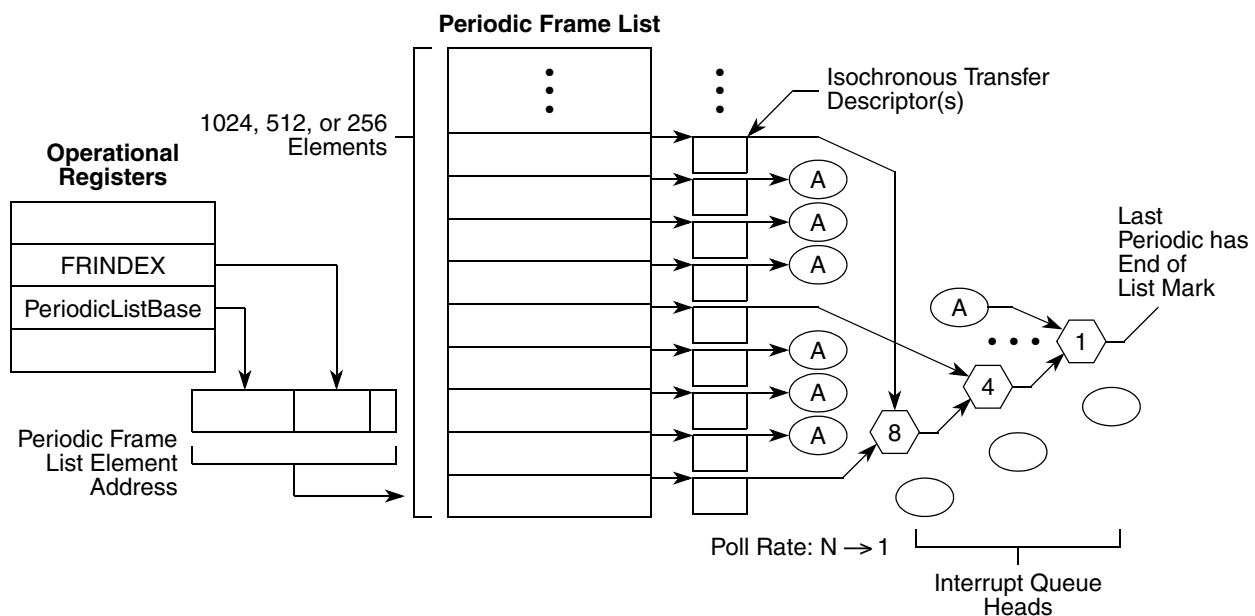 Periodic Frame List
Isochronous Transfer
Descriptor(s)
1024, 512, or 256
Elements
Operational
Registers
FRINDEX
PeriodicListBase
Periodic Frame
List Element
Address
A
A
A
A
A
A
A
1
4
8
Last
Periodic has
End of
List Mark
Poll Rate: N → 1
Interrupt Queue
Heads